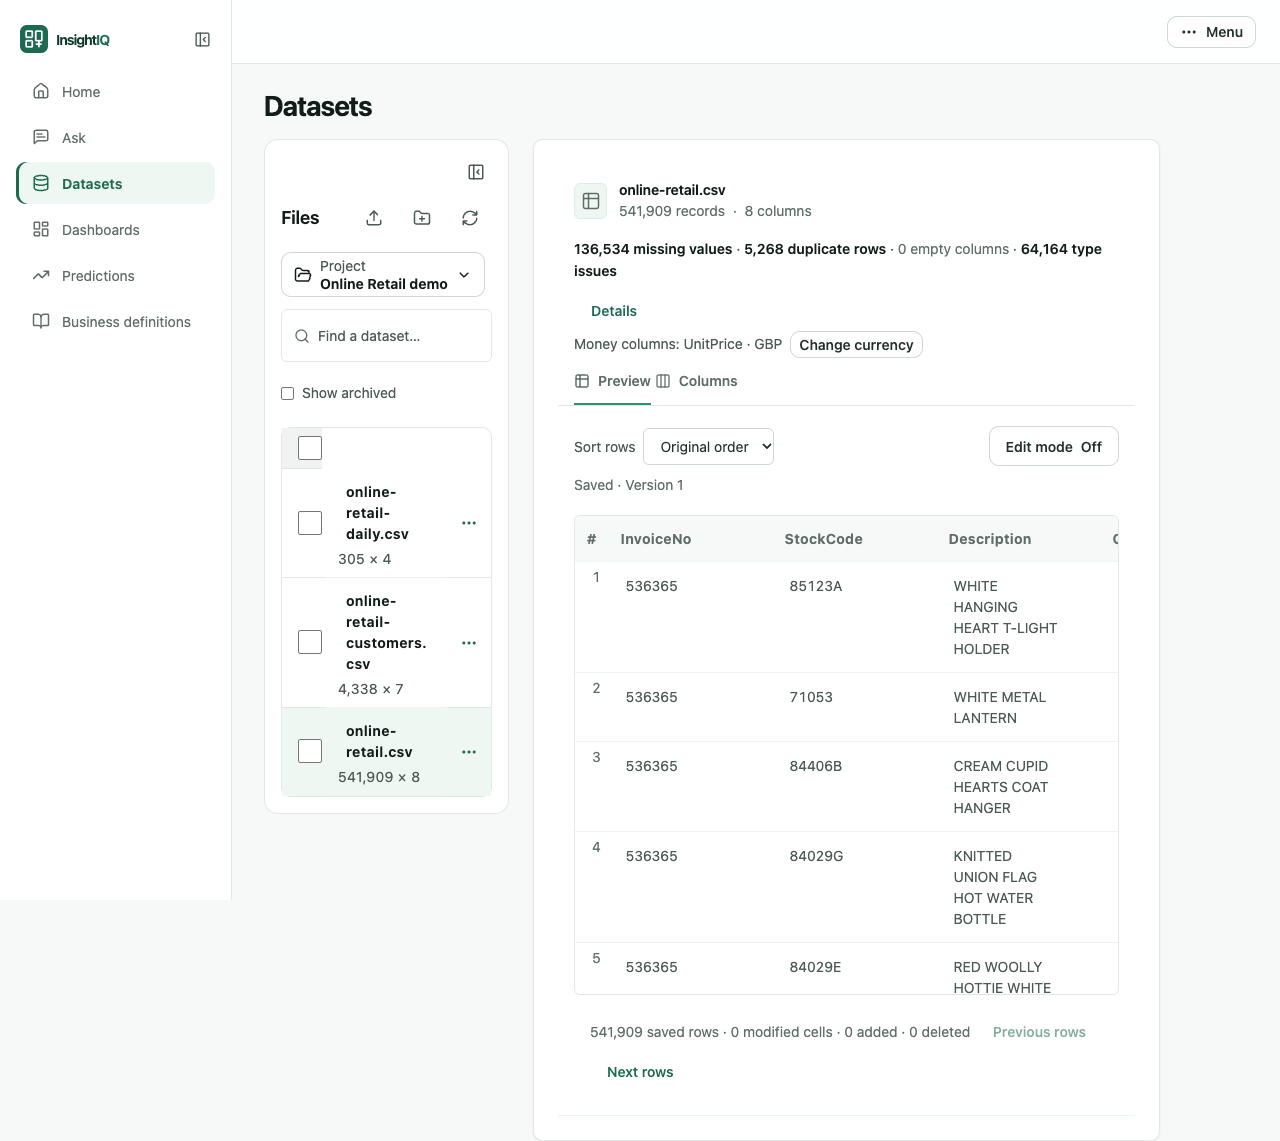 InsightIQ
Menu
Home
Ask
Datasets
Dashboards
Predictions
Business definitions
Datasets
Files
Project
Online Retail demo
Find a dataset...
Show archived
online-
retail-
daily.csv
305 × 4
online-
retail-
customers.
csv
4,338 × 7
online-
retail.csv
541,909 × 8
online-retail.csv
541,909 records · 8 columns
136,534 missing values · 5,268 duplicate rows · 0 empty columns · 64,164 type
issues
Details
Money columns: UnitPrice · GBP Change currency
Preview Columns
Sort rows Original order Edit mode Off
Saved · Version 1
# InvoiceNo StockCode Description
1 536365 85123A WHITE
HANGING
HEART T-LIGHT
HOLDER
2 536365 71053 WHITE METAL
LANTERN
3 536365 84406B CREAM CUPID
HEARTS COAT
HANGER
4 536365 84029G KNITTED
UNION FLAG
HOT WATER
BOTTLE
5 536365 84029E RED WOOLLY
HOTTIE WHITE
541,909 saved rows · 0 modified cells · 0 added · 0 deleted Previous rows
Next rows